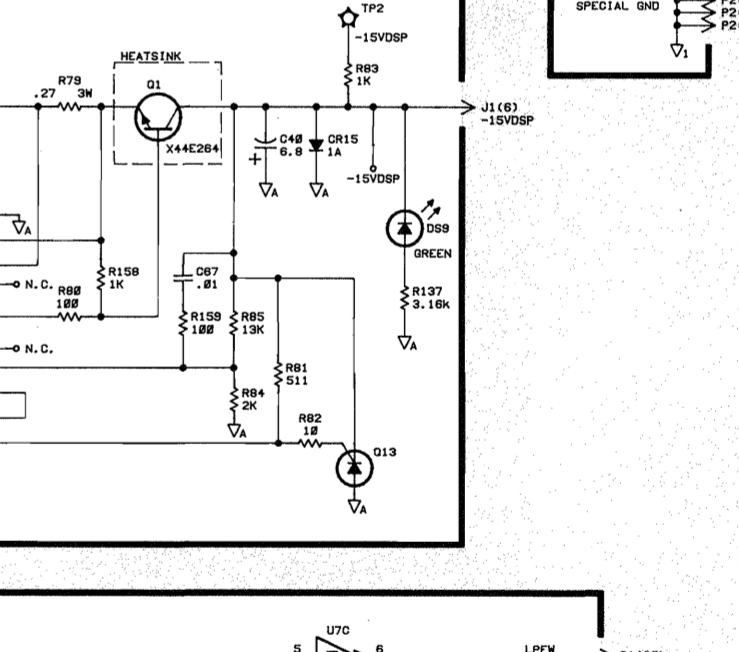 TP2
-15VDSP
SPECIAL GND
1
HEATSINK
Q1
R79
.27 3W
R83
1K
J1(6)
-15VDSP
X44E264
C40
6.8
+
CR15
1A
-15VDSP
A
A
A
DS9
GREEN
N.C.
R158
1K
C67
.01
R80
100
R159
100
R85
13K
R137
3.16k
A
N.C.
R81
511
R84
2K
A
R82
10
Q13
A
U7C
5
6
LPFW